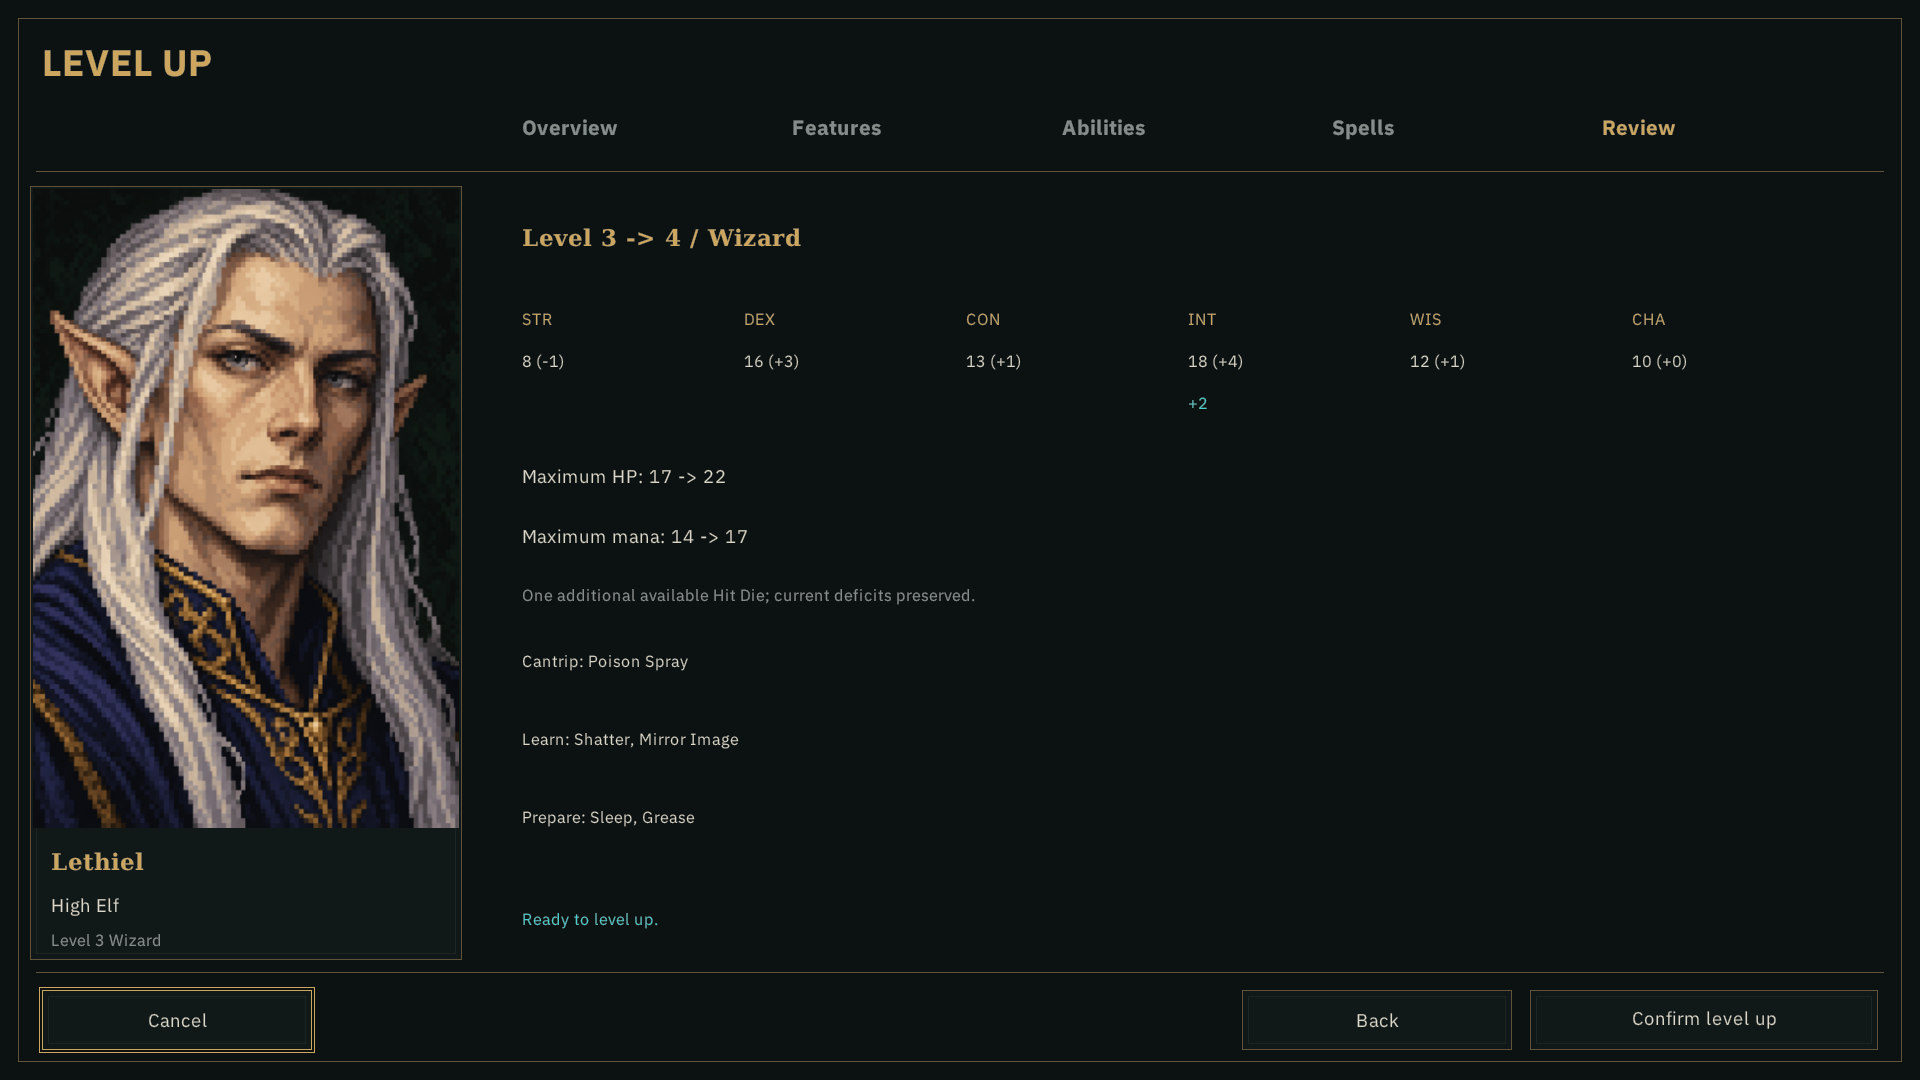 LEVEL UP
Overview Features Abilities Spells Review
Level 3 -> 4 / Wizard
STR DEX CON INT WIS CHA
8 (-1) 16 (+3) 13 (+1) 18 (+4) 12 (+1) 10 (+0)
+2
Maximum HP: 17 -> 22
Maximum mana: 14 -> 17
One additional available Hit Die; current deficits preserved.
Cantrip: Poison Spray
Learn: Shatter, Mirror Image
Prepare: Sleep, Grease
Ready to level up.
Lethiel
High Elf
Level 3 Wizard
Cancel Back Confirm level up